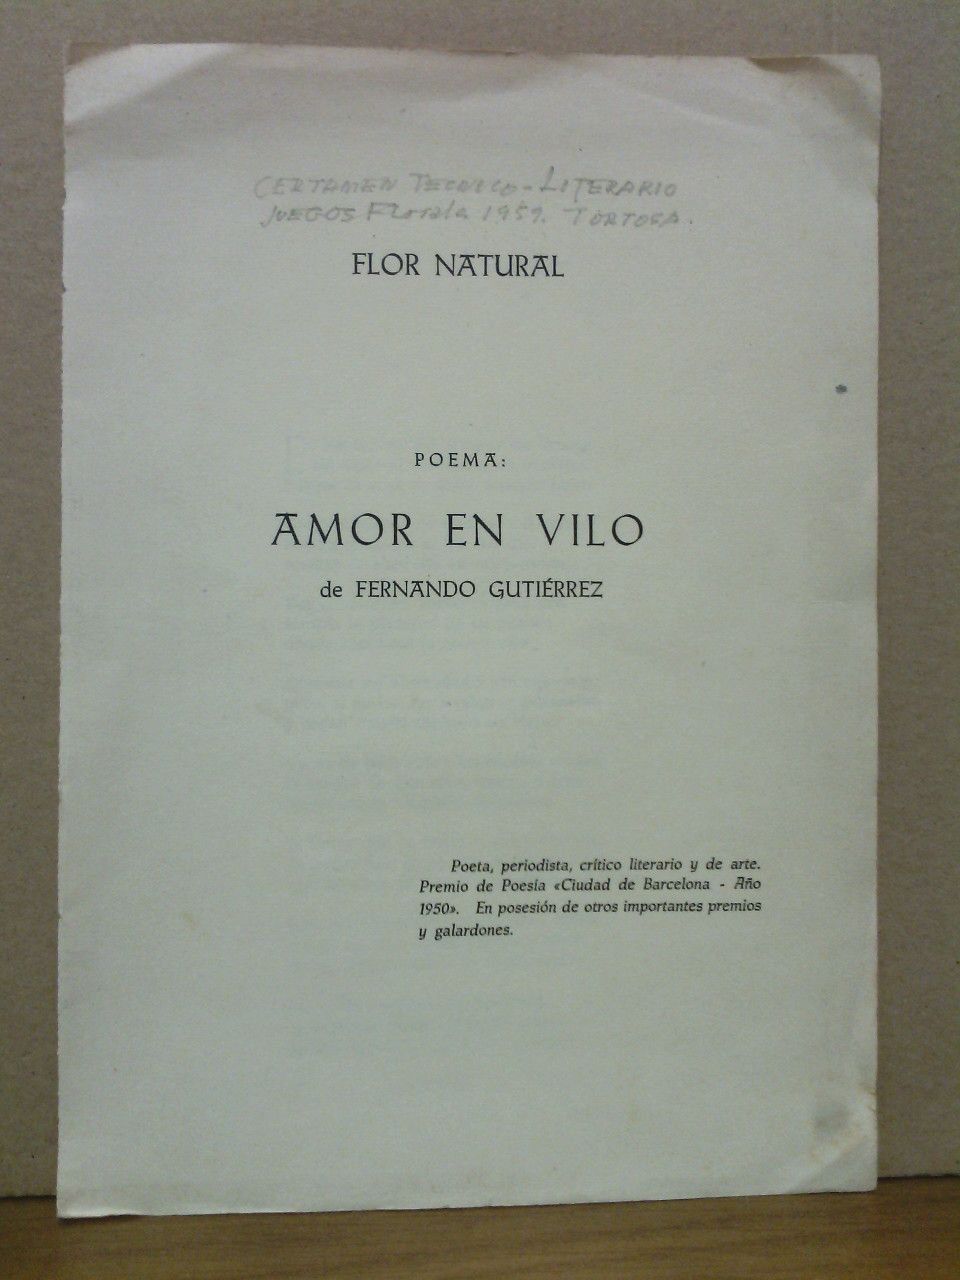 CERTAMEN TECNICO-LITERARIO
JUEGOS Florala 1959. TORTOSA.
FLOR NATURAL
POEMA:
AMOR EN VILO
de FERNANDO GUTIÉRREZ
Poeta, periodista, crítico literario y de arte.
Premio de Poesía «Ciudad de Barcelona - Año
1950». En posesión de otros importantes premios
y galardones.